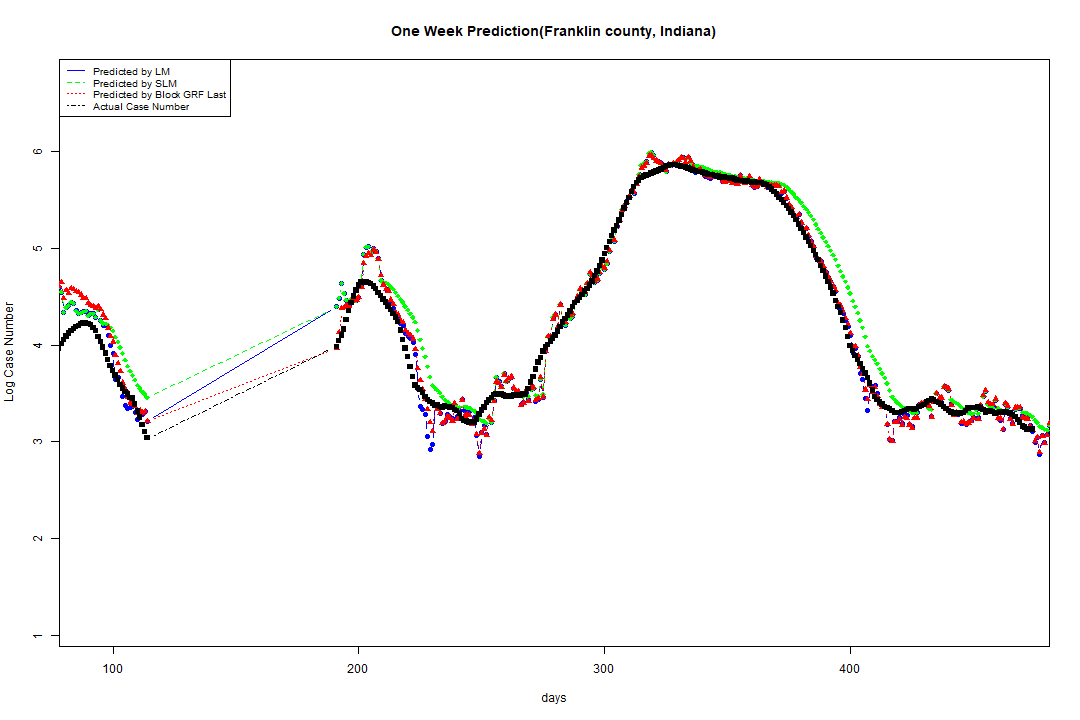 One Week Prediction(Franklin county, Indiana)
Predicted by LM
Predicted by SLM
Predicted by Block GRF Last
Actual Case Number
6
5
4
3
2
1
Log Case Number
100 200 300 400
days